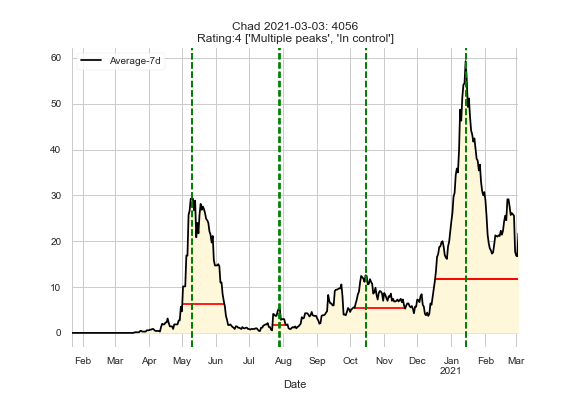 Chad 2021-03-03: 4056
Rating:4 ['Multiple peaks', 'In control']
Average-7d
60
50
40
30
20
10
0
Feb Mar Apr May Jun Jul Aug Sep Oct Nov Dec Jan Feb Mar
2021
Date